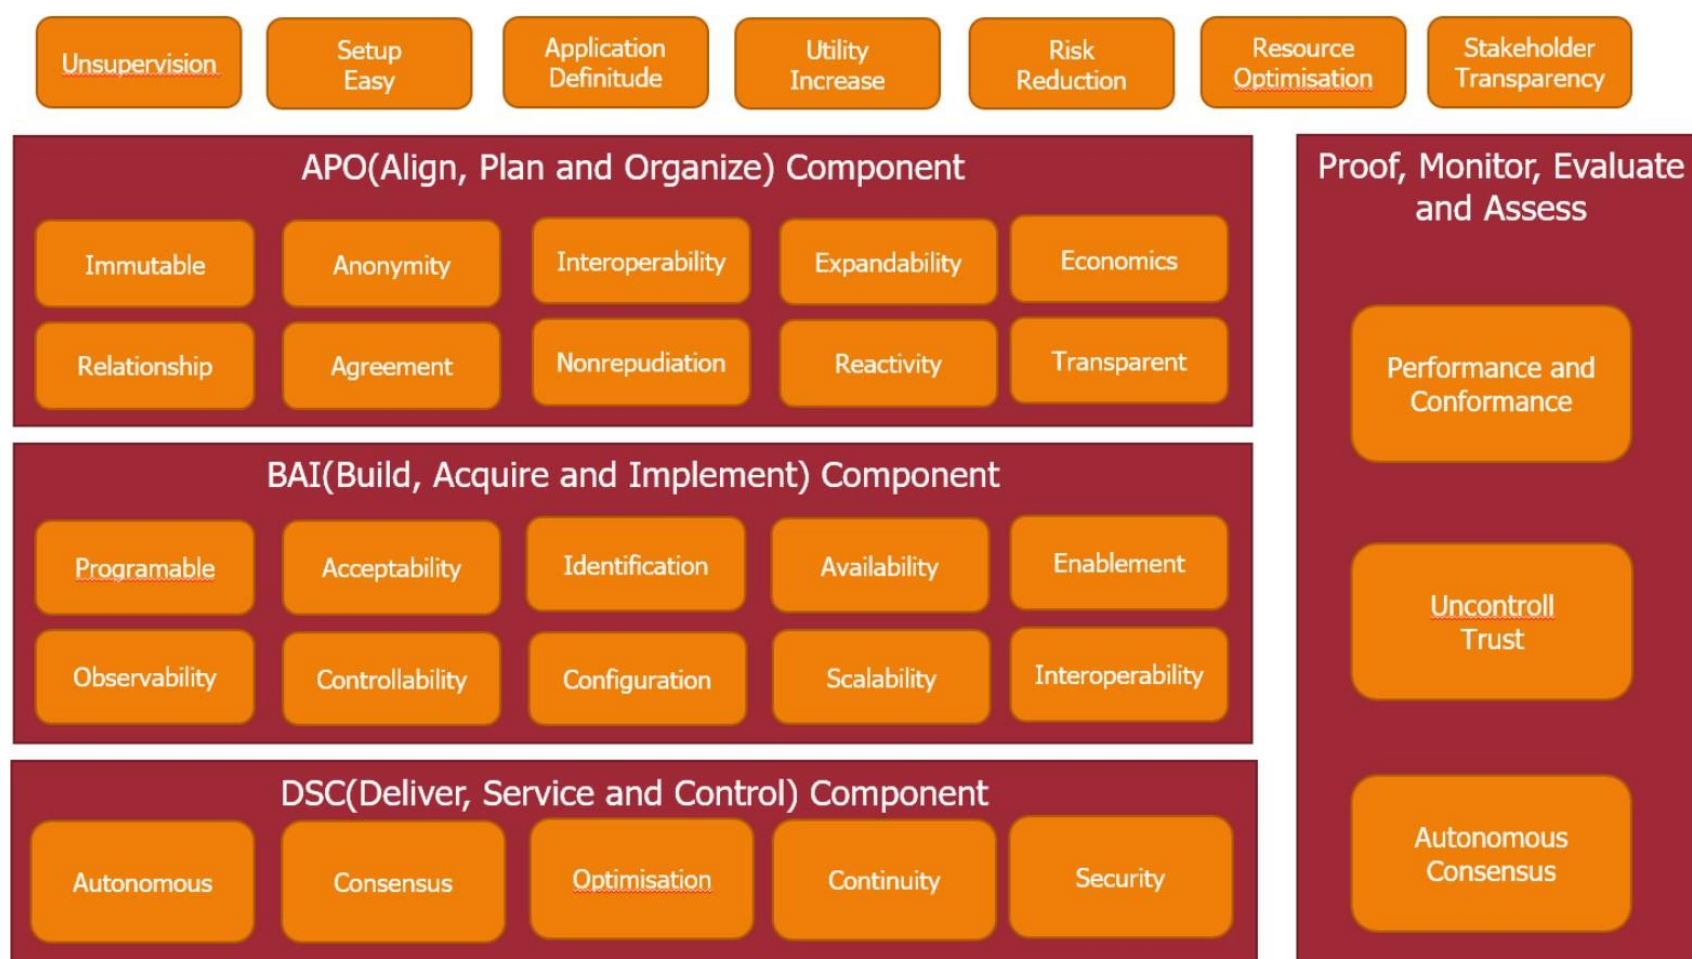 Unsupervision
Setup
Easy
Application
Definitude
Utility
Increase
Risk
Reduction
Resource
Optimisation
Stakeholder
Transparency
APO(Align, Plan and Organize) Component
Immutable
Anonymity
Interoperability
Expandability
Economics
Relationship
Agreement
Nonrepudiation
Reactivity
Transparent
BAI(Build, Acquire and Implement) Component
Programable
Acceptability
Identification
Availability
Enablement
Observability
Controllability
Configuration
Scalability
Interoperability
DSC(Deliver, Service and Control) Component
Autonomous
Consensus
Optimisation
Continuity
Security
Proof, Monitor, Evaluate
and Assess
Performance and
Conformance
Uncontroll
Trust
Autonomous
Consensus